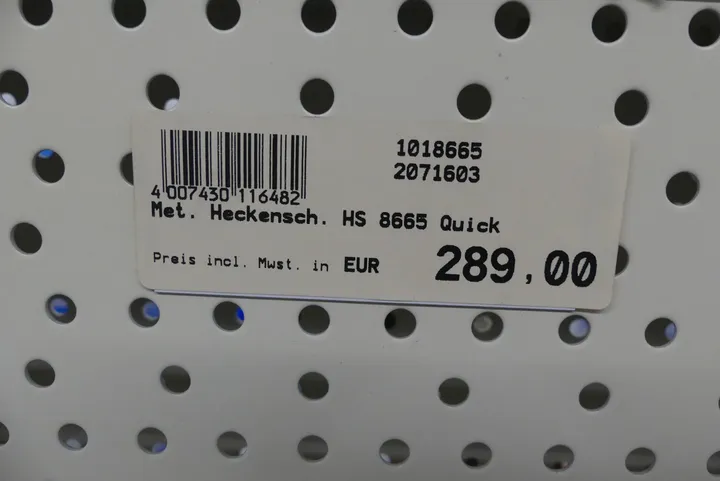 1018665
2071603
4 007430 116482
Met. Heckensch. HS 8665 Quick
Preis incl. Mwst. in EUR 289,00